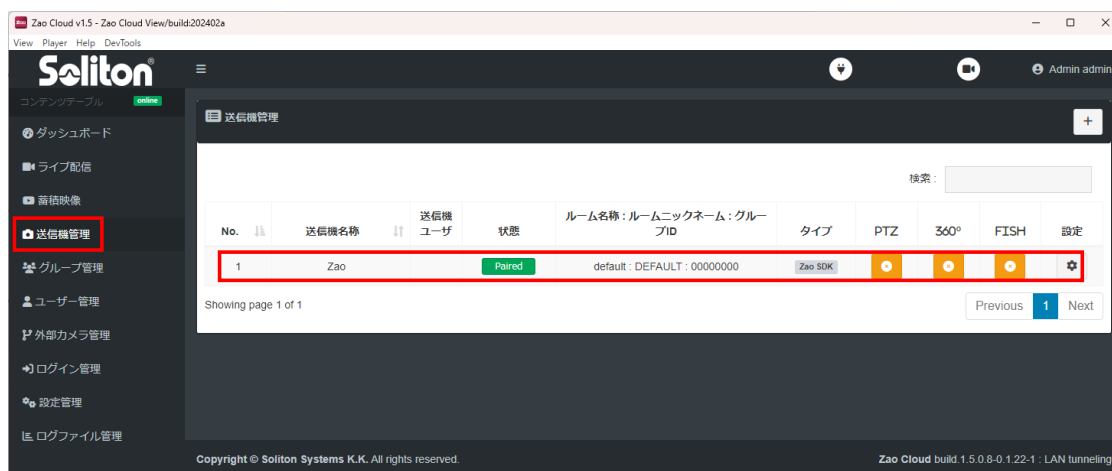 Zao Cloud v1.5 - Zao Cloud View/build:202402a
View Player Help DevTools
Soliton®
Admin admin
コンテンツテーブル online
ダッシュボード
ライブ配信
蓄積映像
送信機管理
グループ管理
ユーザー管理
外部カメラ管理
ログイン管理
設定管理
ログファイル管理
送信機管理
+
検索 :
No. 送信機名称 送信機ユーザ 状態 ルーム名称 : ルームニックネーム : グループID タイプ PTZ 360° FISH 設定
1 Zao Paired default : DEFAULT : 00000000 Zao SDK
Showing page 1 of 1
Previous 1 Next
Copyright © Soliton Systems K.K. All rights reserved.
Zao Cloud build.1.5.0.8-0.1.22-1 : LAN tunneling